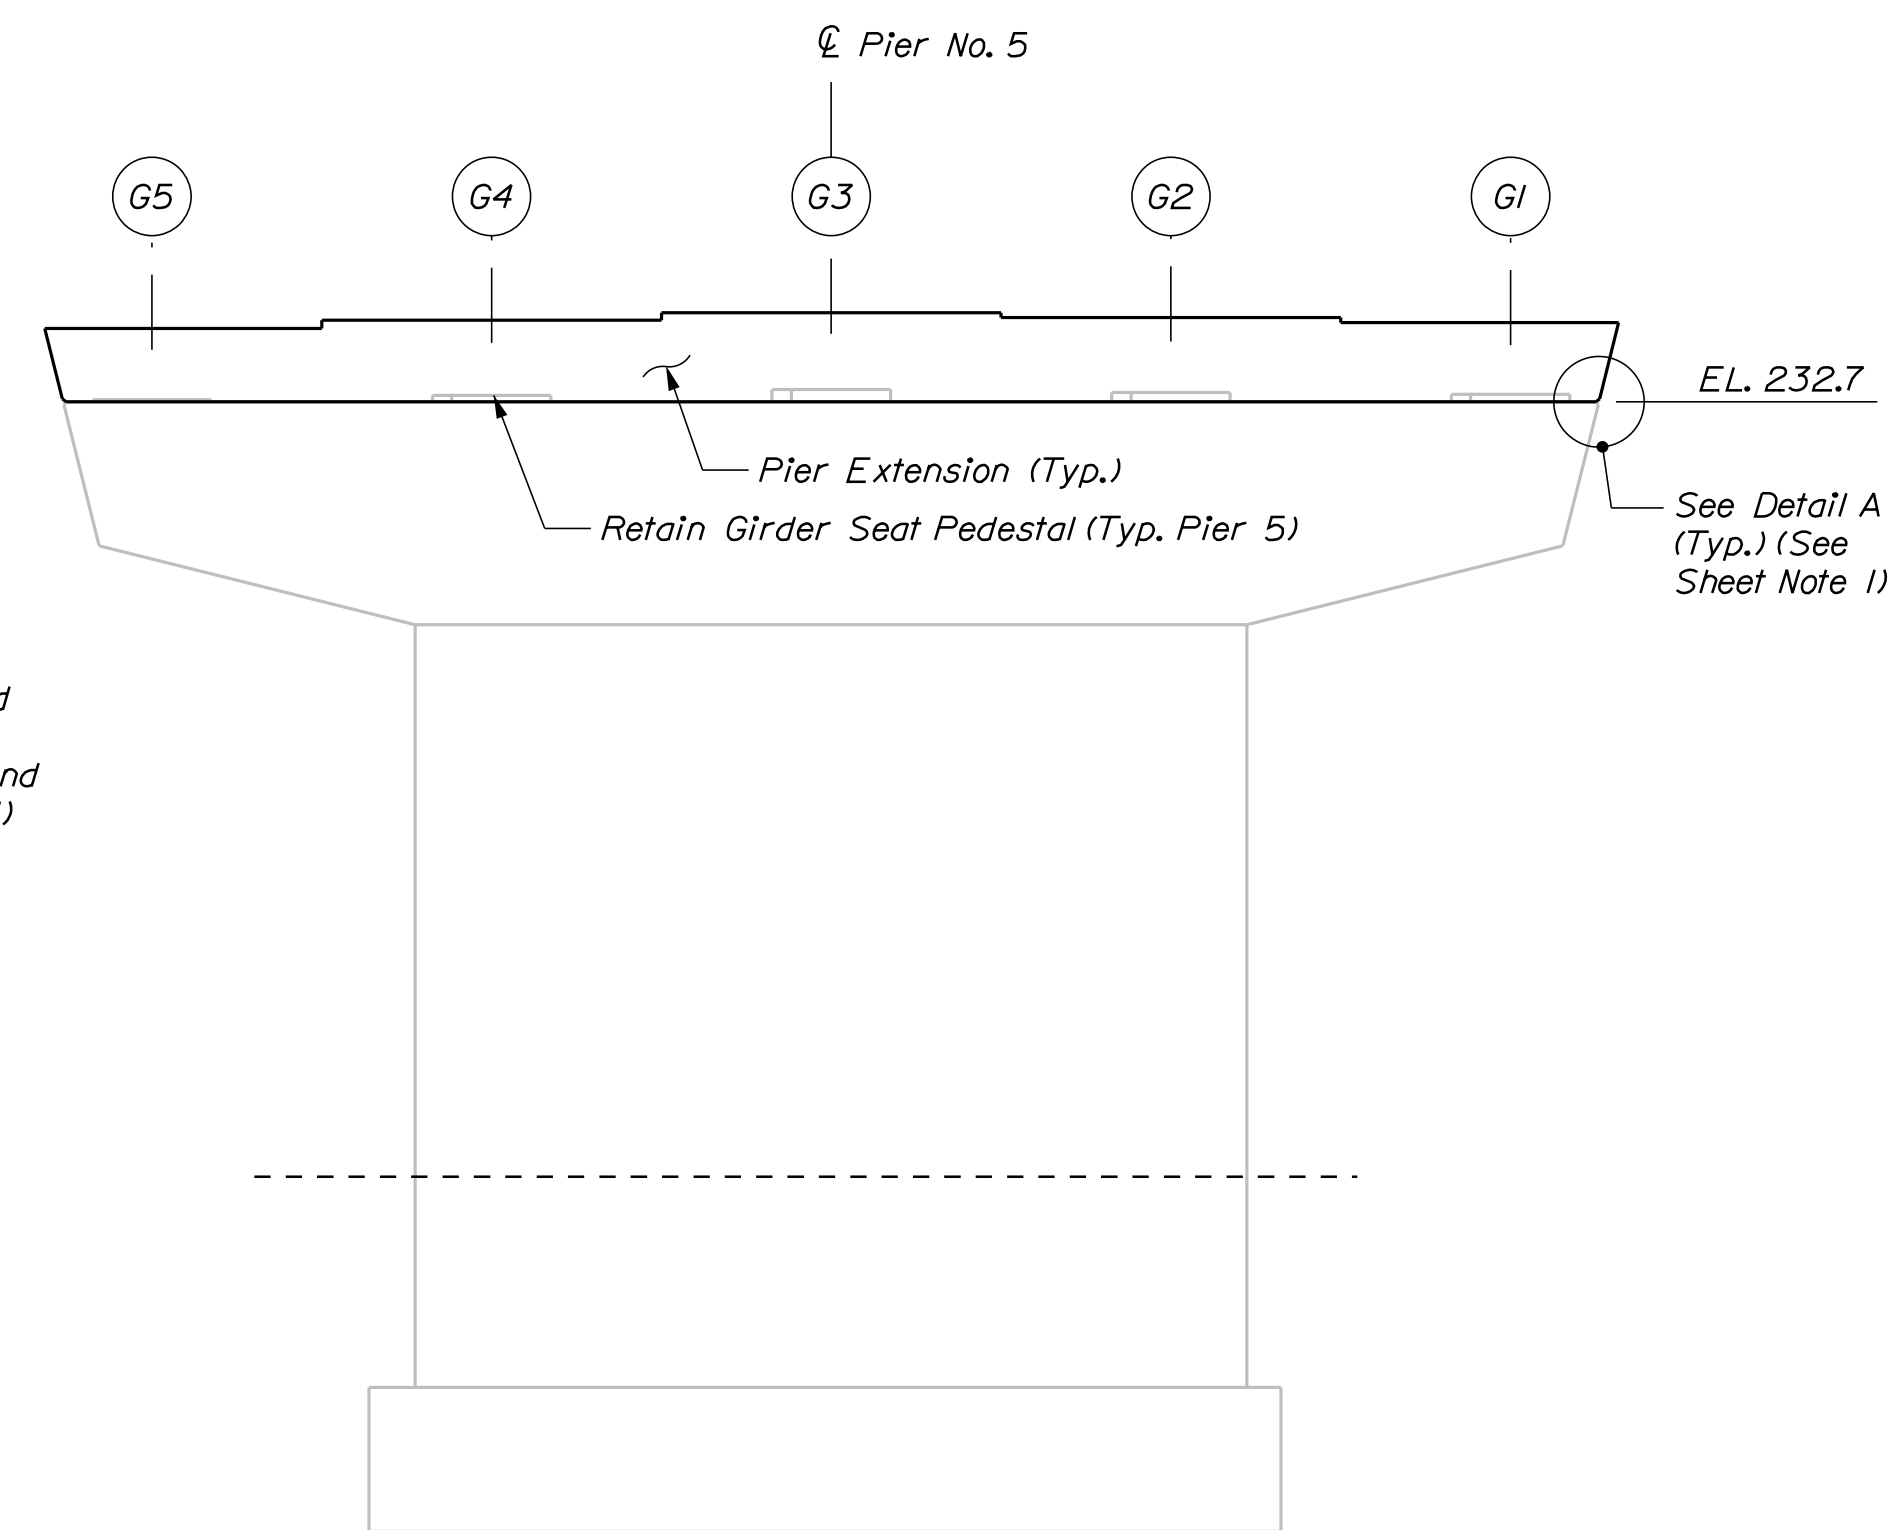 ℄ Pier No. 5
G5 G4 G3 G2 G1
EL. 232.7
Pier Extension (Typ.)
Retain Girder Seat Pedestal (Typ. Pier 5)
See Detail A
(Typ.) (See
Sheet Note 1)
nd